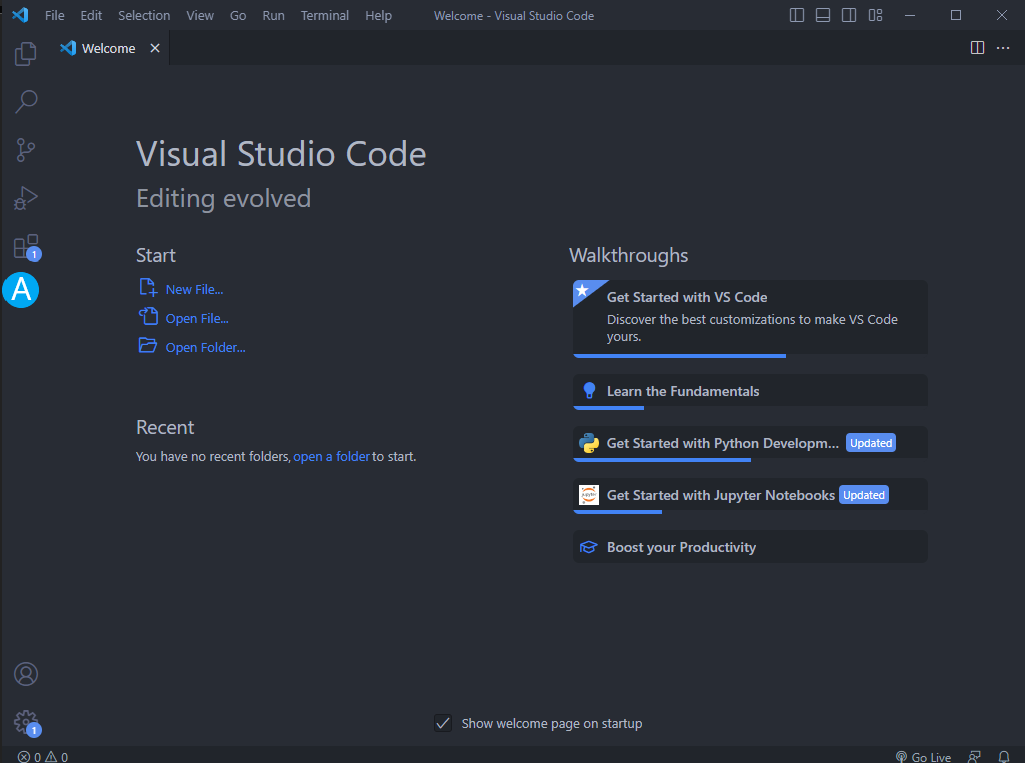 File Edit Selection View Go Run Terminal Help Welcome - Visual Studio Code
Welcome
1
A
Visual Studio Code
Editing evolved
Start
New File...
Open File...
Open Folder...
Recent
You have no recent folders, open a folder to start.
Walkthroughs
Get Started with VS Code
Discover the best customizations to make VS Code
yours.
Learn the Fundamentals
Get Started with Python Developm... Updated
Jupyter
Get Started with Jupyter Notebooks Updated
Boost your Productivity
1
Show welcome page on startup
0 0 Go Live